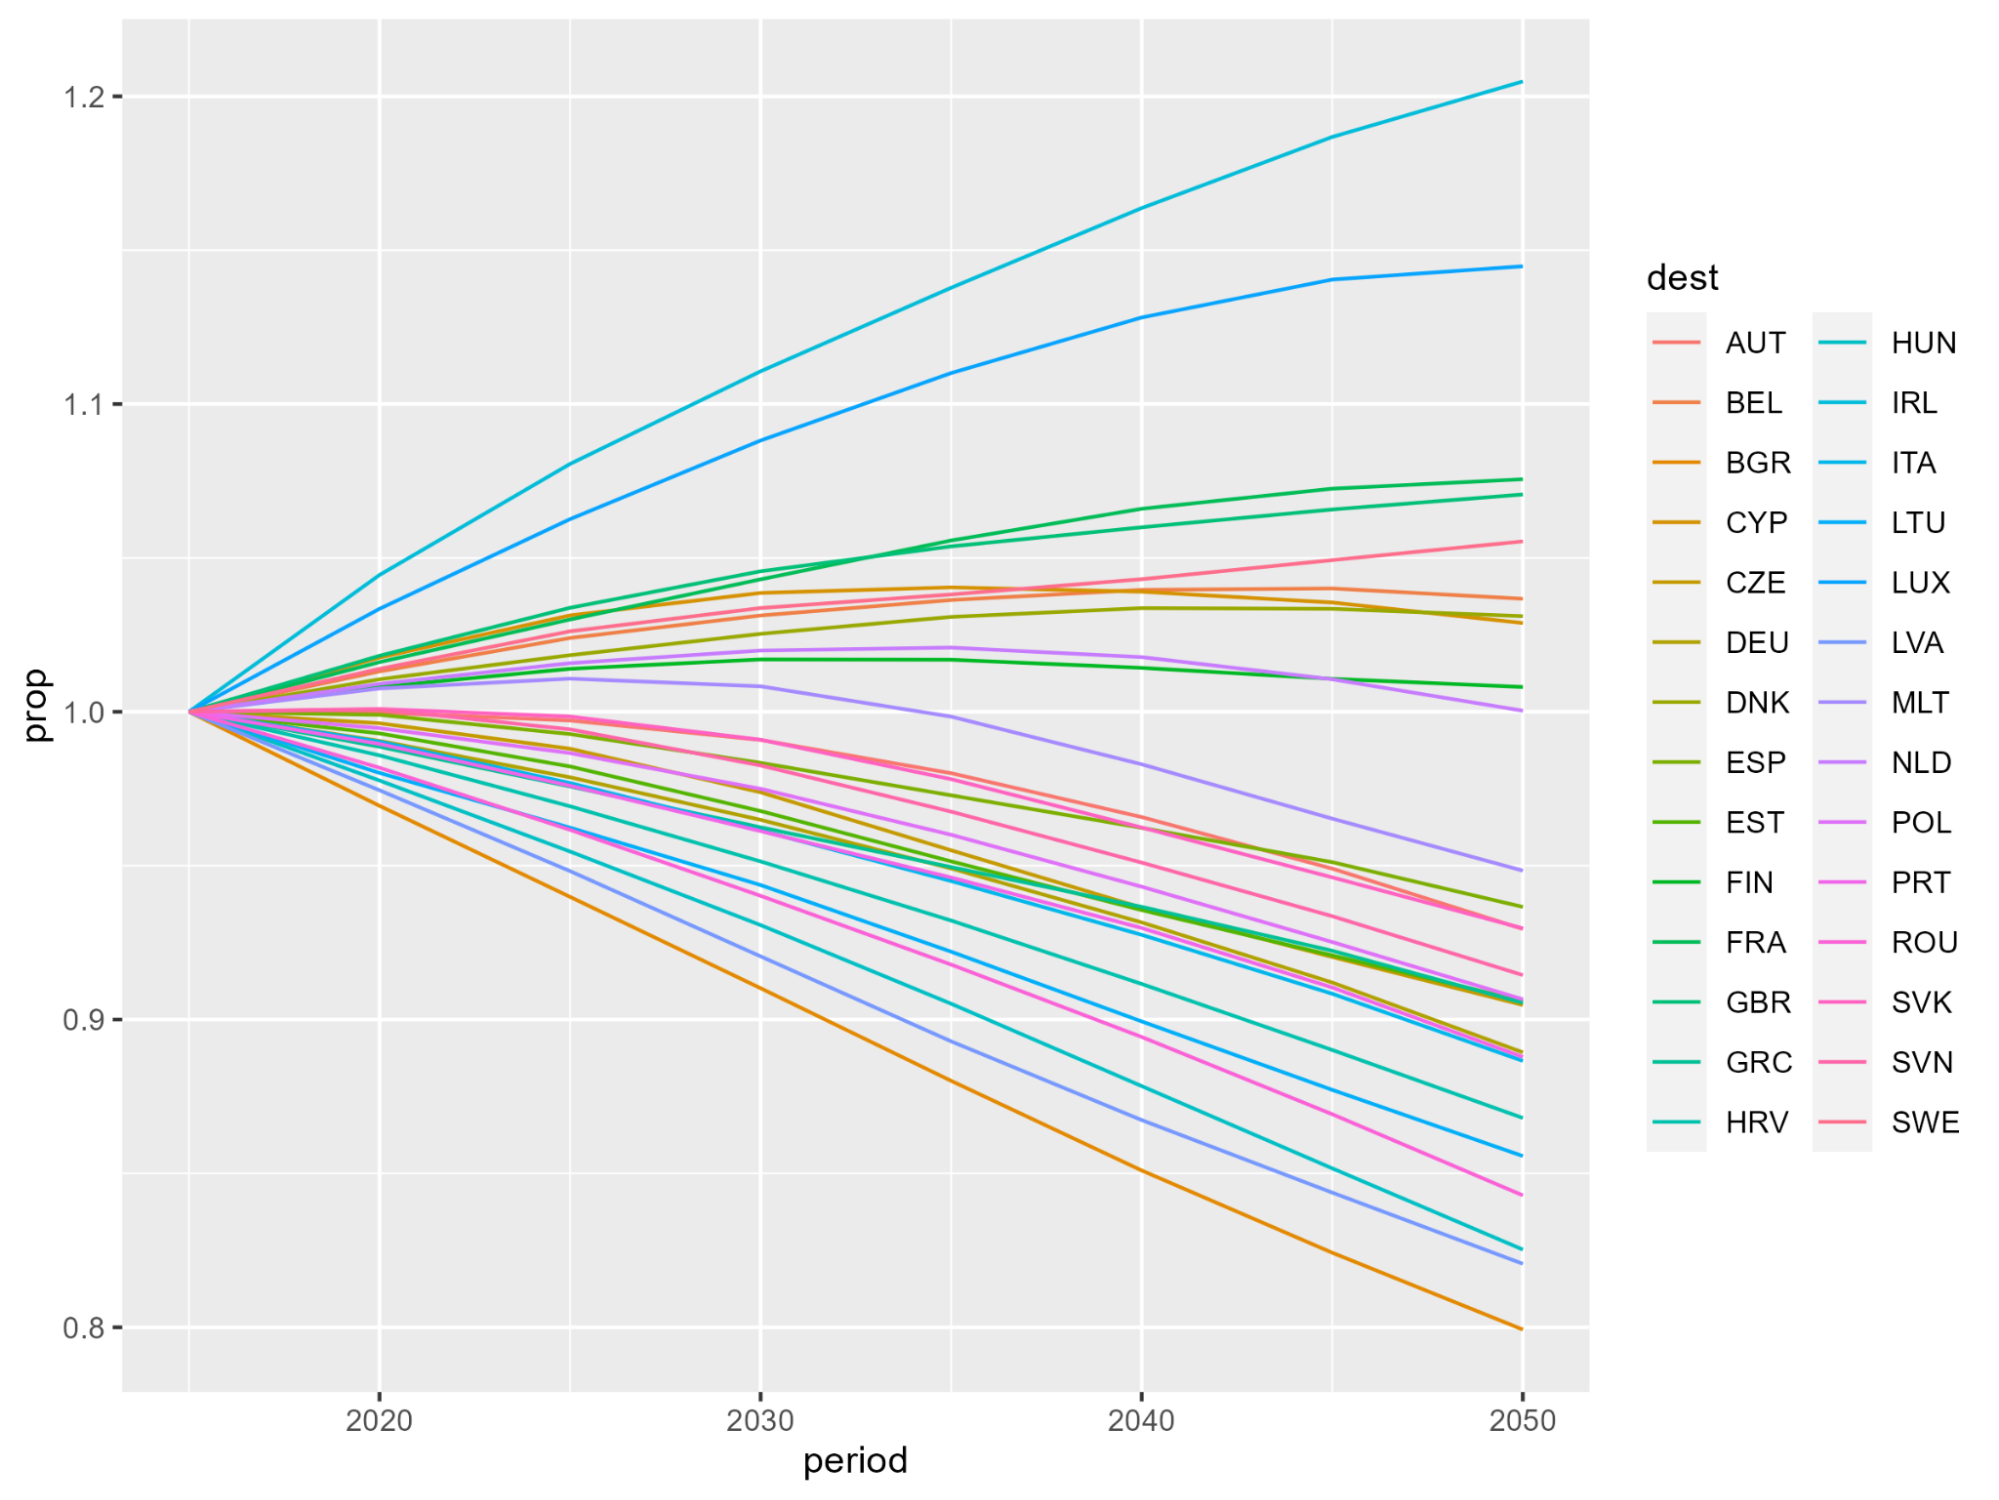 1.2
1.1
1.0
0.9
0.8
prop
2020 2030 2040 2050
period
dest
AUT HUN
BEL IRL
BGR ITA
CYP LTU
CZE LUX
DEU LVA
DNK MLT
ESP NLD
EST POL
FIN PRT
FRA ROU
GBR SVK
GRC SVN
HRV SWE